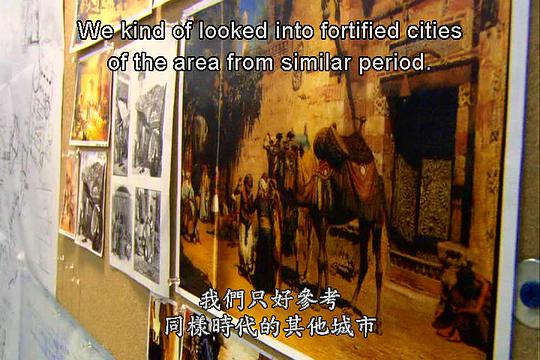 We kind of looked into fortified cities
of the area from similar period.
我們只好參考
同樣時代的其他城市